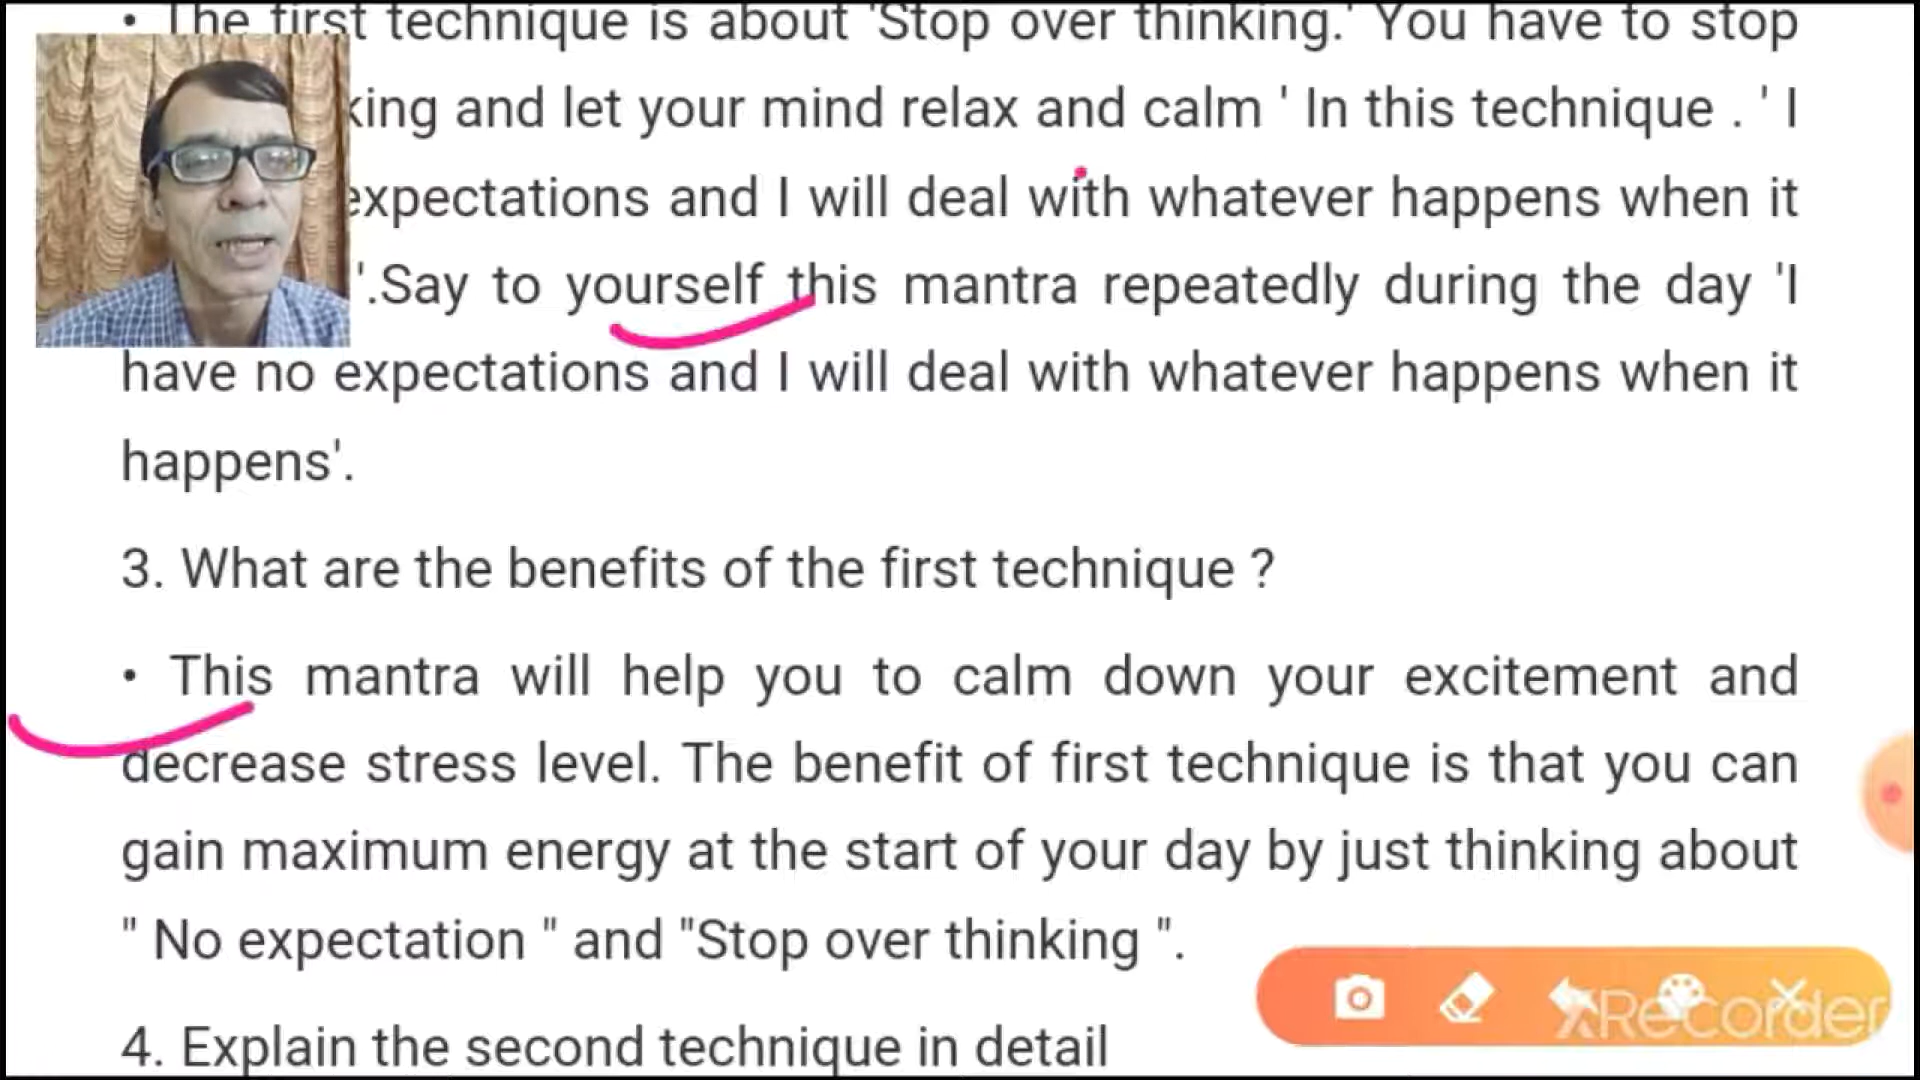 • The first technique is about 'Stop over thinking.' You have to stop
king and let your mind relax and calm ' In this technique . ' I
expectations and I will deal with whatever happens when it
'.Say to yourself this mantra repeatedly during the day 'I
have no expectations and I will deal with whatever happens when it
happens'.
3. What are the benefits of the first technique ?
• This mantra will help you to calm down your excitement and
decrease stress level. The benefit of first technique is that you can
gain maximum energy at the start of your day by just thinking about
" No expectation " and "Stop over thinking ".
4. Explain the second technique in detail
XRecorder